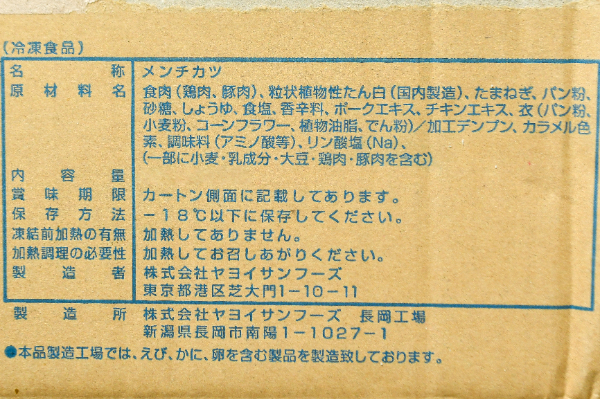 (冷凍食品)
名称 メンチカツ
原材料名 食肉(鶏肉、豚肉)、粒状植物性たん白(国内製造)、たまねぎ、パン粉、
砂糖、しょうゆ、食塩、香辛料、ポークエキス、チキンエキス、衣(パン粉、
小麦粉、コーンフラワー、植物油脂、でん粉)/加工デンプン、カラメル色
素、調味料(アミノ酸等)、リン酸塩(Na)、
(一部に小麦・乳成分・大豆・鶏肉・豚肉を含む)
内容量
賞味期限 カートン側面に記載してあります。
保存方法 −18℃以下に保存してください。
凍結前加熱の有無 加熱してありません。
加熱調理の必要性 加熱してお召しあがりください。
製造者 株式会社ヤヨイサンフーズ
東京都港区芝大門1-10-11
製造所 株式会社ヤヨイサンフーズ 長岡工場
新潟県長岡市南陽1-1027-1
●本品製造工場では、えび、かに、卵を含む製品を製造致しております。